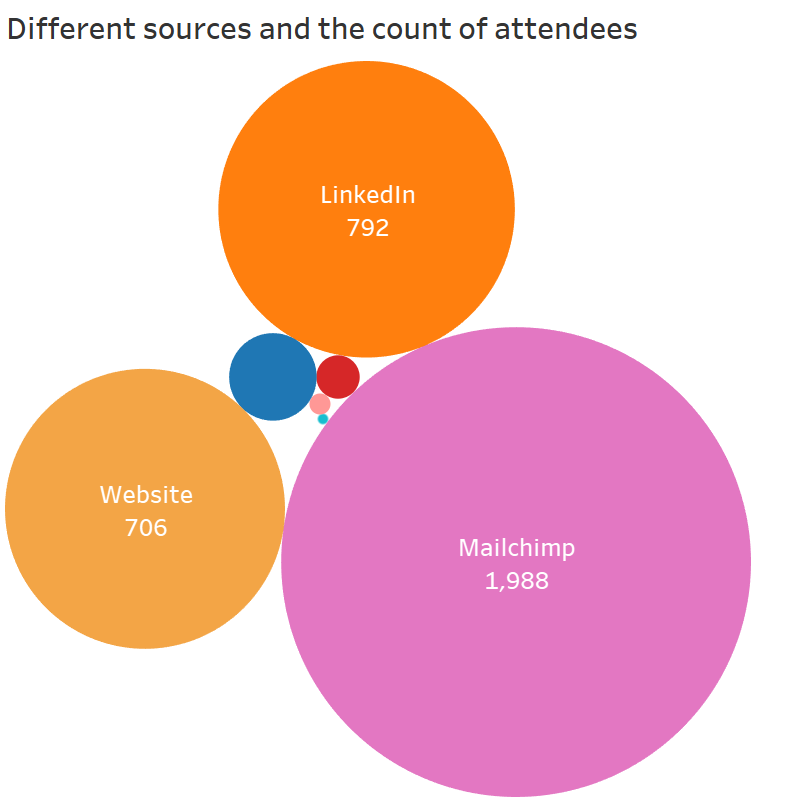 Different sources and the count of attendees
LinkedIn
792
Website
706
Mailchimp
1,988